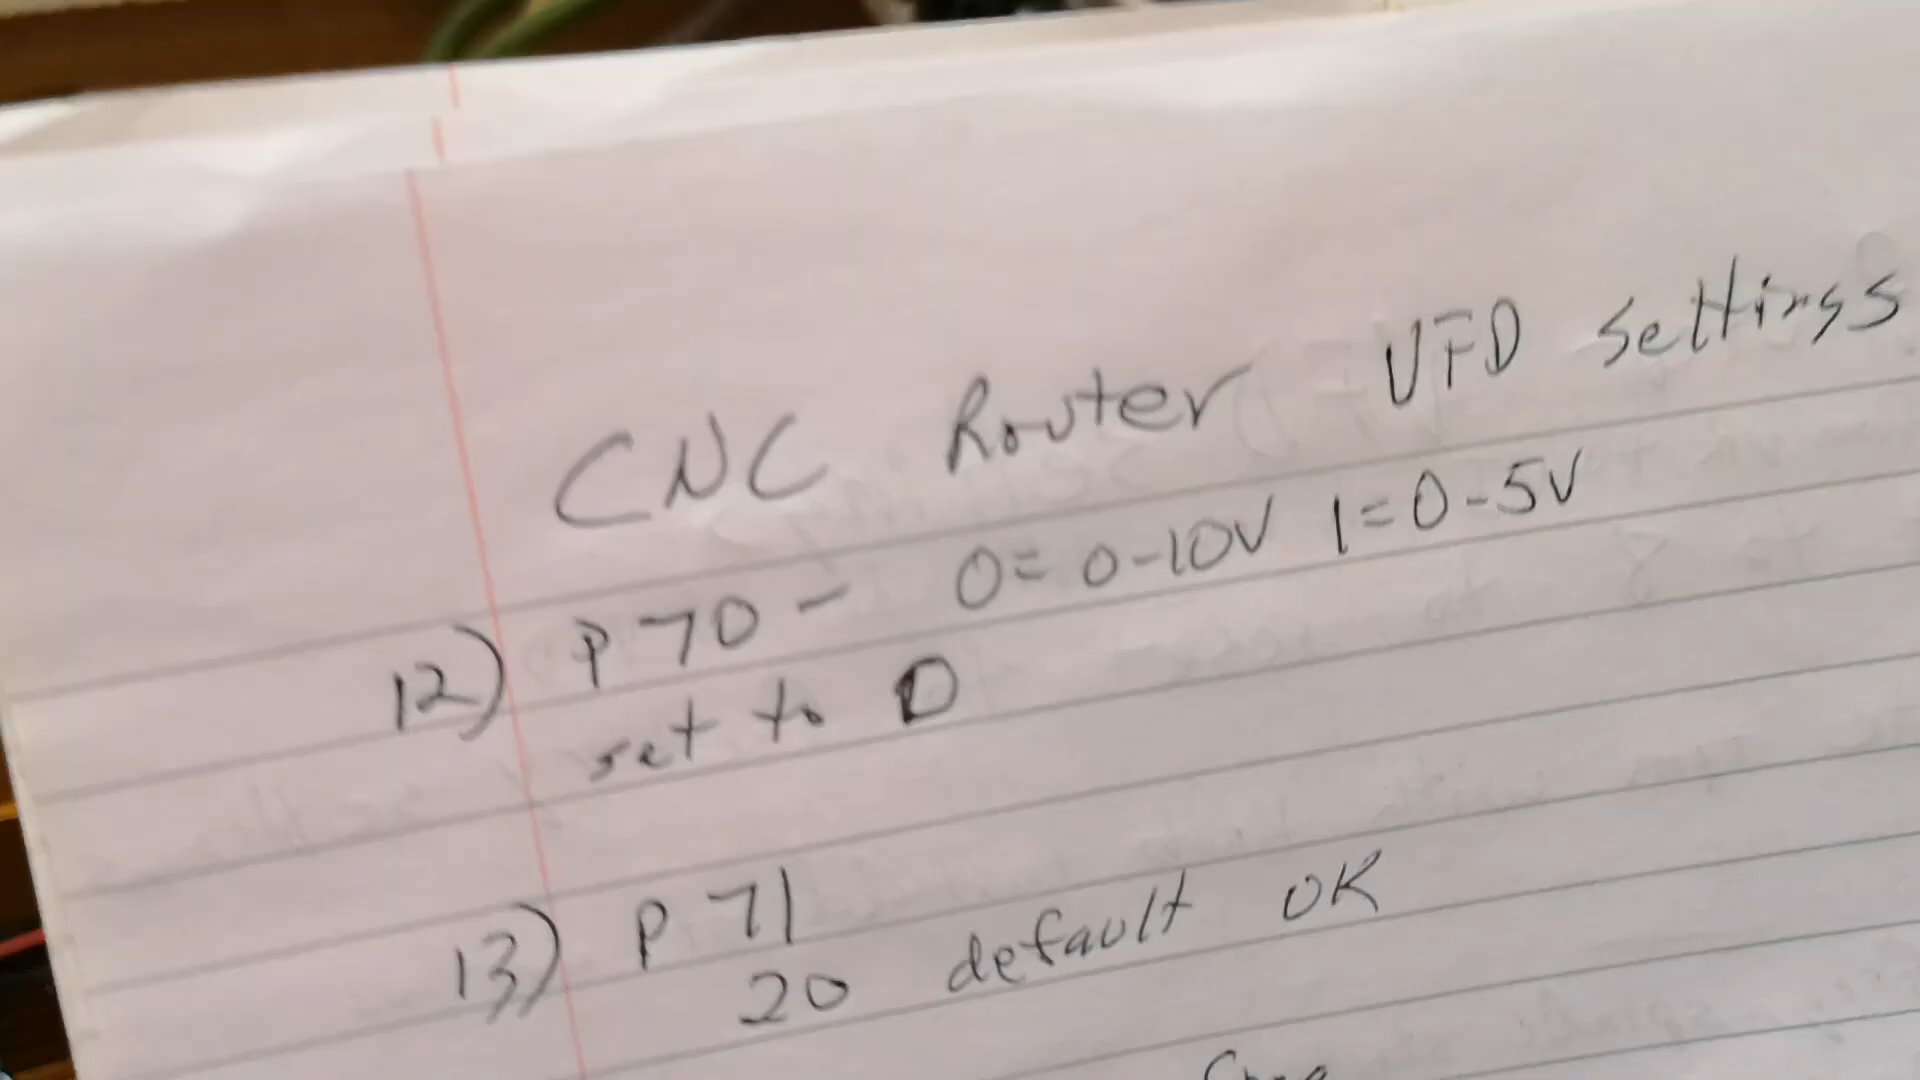 CNC Router VFD settings
12) P70 - 0=0-10V 1=0-5V
set to 0
13) P 71
20 default OK